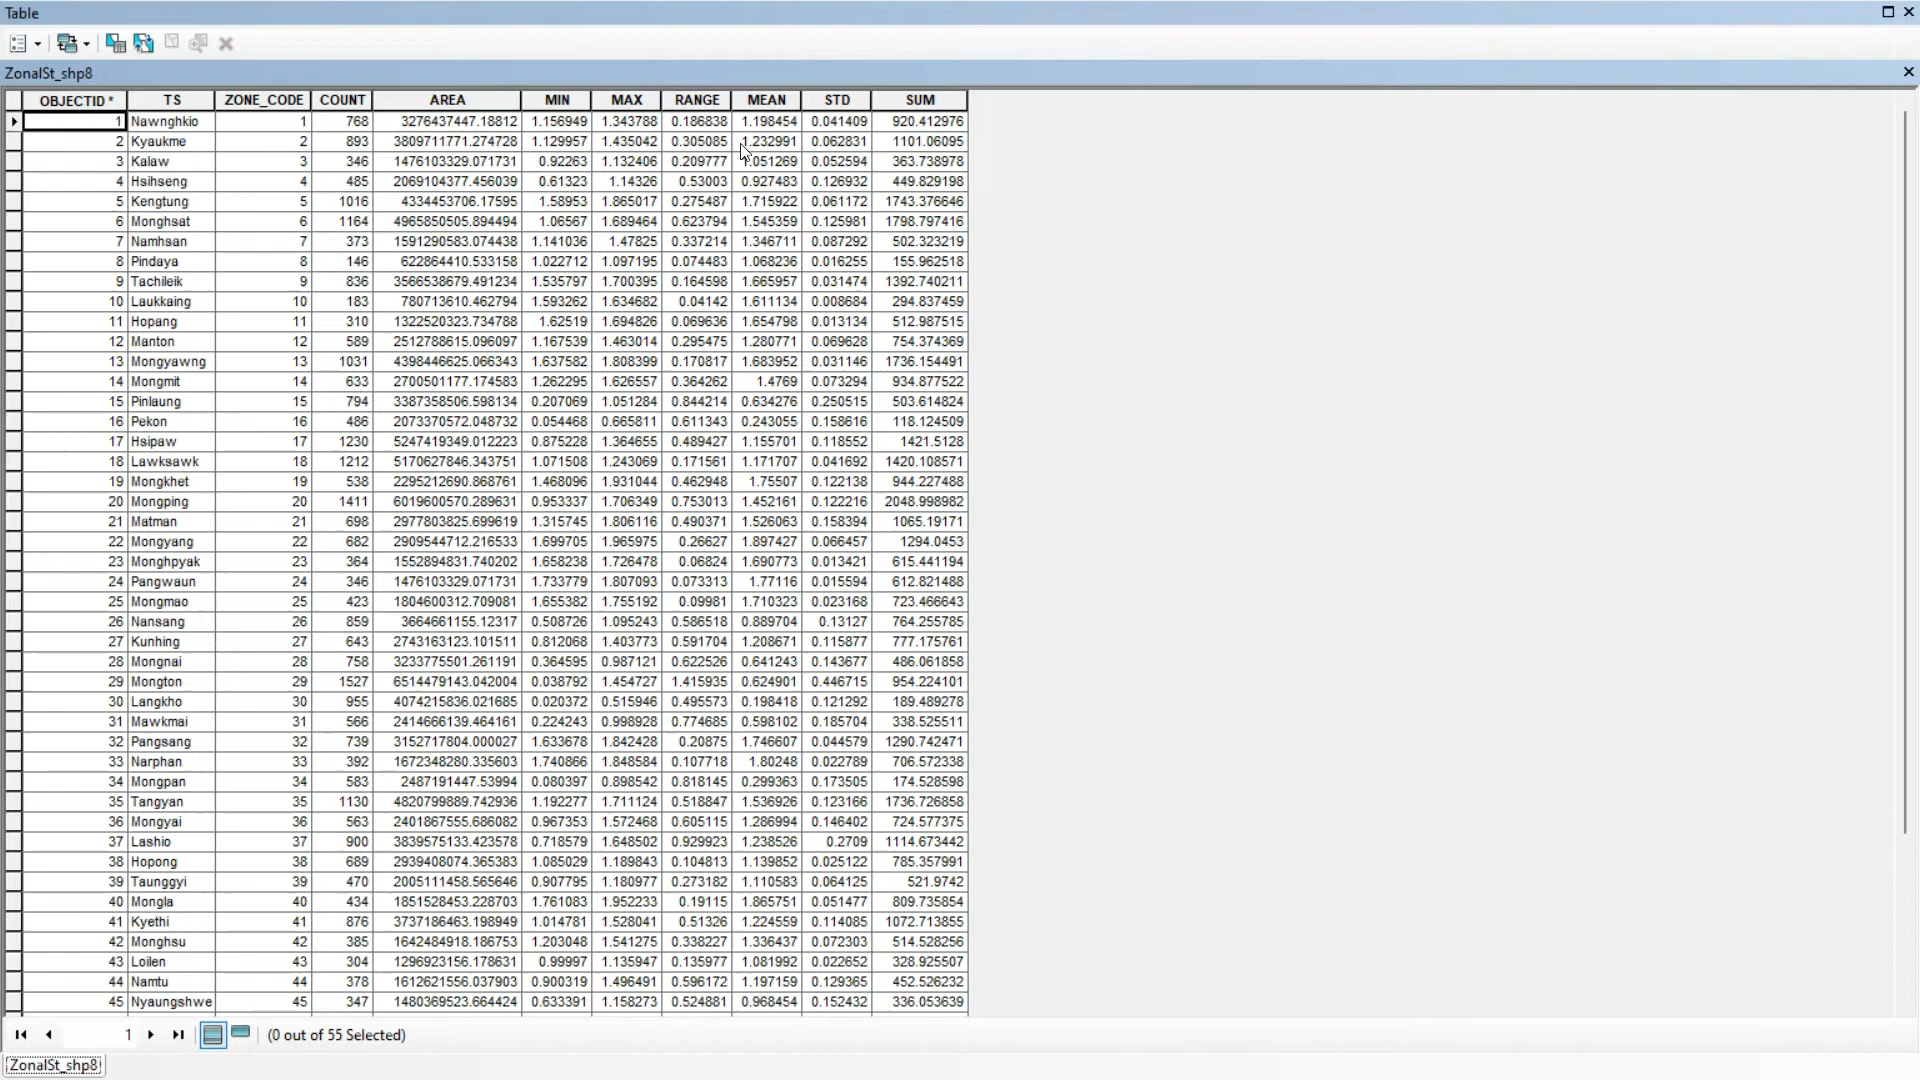 Table
ZonalSt_shp8
OBJECTID * TS ZONE_CODE COUNT AREA MIN MAX RANGE MEAN STD SUM
1 Nawnghkio 1 768 3276437447.18812 1.156949 1.343788 0.186838 1.198454 0.041409 920.412976
2 Kyaukme 2 893 3809711771.274728 1.129957 1.435042 0.305085 1.232991 0.062831 1101.06095
3 Kalaw 3 346 1476103329.071731 0.92263 1.132406 0.209777 1.051269 0.052594 363.738978
4 Hsihseng 4 485 2069104377.456039 0.61323 1.14326 0.53003 0.927483 0.126932 449.829198
5 Kengtung 5 1016 4334453706.17595 1.58953 1.865017 0.275487 1.715922 0.061172 1743.376646
6 Monghsat 6 1164 4965850505.894494 1.06567 1.689464 0.623794 1.545359 0.125981 1798.797416
7 Namhsan 7 373 1591290583.074438 1.141036 1.47825 0.337214 1.346711 0.087292 502.323219
8 Pindaya 8 146 622864410.533158 1.022712 1.097195 0.074483 1.068236 0.016255 155.962518
9 Tachileik 9 836 3566538679.491234 1.535797 1.700395 0.164598 1.665957 0.031474 1392.740211
10 Laukkaing 10 183 780713610.462794 1.593262 1.634682 0.04142 1.611134 0.008684 294.837459
11 Hopang 11 310 1322520323.734788 1.62519 1.694826 0.069636 1.654798 0.013134 512.987515
12 Manton 12 589 2512788615.096097 1.167539 1.463014 0.295475 1.280771 0.069628 754.374369
13 Mongyawng 13 1031 4398446625.066343 1.637582 1.808399 0.170817 1.683952 0.031146 1736.154491
14 Mongmit 14 633 2700501177.174583 1.262295 1.626557 0.364262 1.4769 0.073294 934.877522
15 Pinlaung 15 794 3387358506.598134 0.207069 1.051284 0.844214 0.634276 0.250515 503.614824
16 Pekon 16 486 2073370572.048732 0.054468 0.665811 0.611343 0.243055 0.158616 118.124509
17 Hsipaw 17 1230 5247419349.012223 0.875228 1.364655 0.489427 1.155701 0.118552 1421.5128
18 Lawksawk 18 1212 5170627846.343751 1.071508 1.243069 0.171561 1.171707 0.041692 1420.108571
19 Mongkhet 19 538 2295212690.868761 1.468096 1.931044 0.462948 1.75507 0.122138 944.227488
20 Mongping 20 1411 6019600570.289631 0.953337 1.706349 0.753013 1.452161 0.122216 2048.998982
21 Matman 21 698 2977803825.699619 1.315745 1.806116 0.490371 1.526063 0.158394 1065.19171
22 Mongyang 22 682 2909544712.216533 1.699705 1.965975 0.26627 1.897427 0.066457 1294.0453
23 Monghpyak 23 364 1552894831.740202 1.658238 1.726478 0.06824 1.690773 0.013421 615.441194
24 Pangwaun 24 346 1476103329.071731 1.733779 1.807093 0.073313 1.77116 0.015594 612.821488
25 Mongmao 25 423 1804600312.709081 1.655382 1.755192 0.09981 1.710323 0.023168 723.466643
26 Nansang 26 859 3664661155.12317 0.508726 1.095243 0.586518 0.889704 0.13127 764.255785
27 Kunhing 27 643 2743163123.101511 0.812068 1.403773 0.591704 1.208671 0.115877 777.175761
28 Mongnai 28 758 3233775501.261191 0.364595 0.987121 0.622526 0.641243 0.143677 486.061858
29 Mongton 29 1527 6514479143.042004 0.038792 1.454727 1.415935 0.624901 0.446715 954.224101
30 Langkho 30 955 4074215836.021685 0.020372 0.515946 0.495573 0.198418 0.121292 189.489278
31 Mawkmai 31 566 2414666139.464161 0.224243 0.998928 0.774685 0.598102 0.185704 338.525511
32 Pangsang 32 739 3152717804.000027 1.633678 1.842428 0.20875 1.746607 0.044579 1290.742471
33 Narphan 33 392 1672348280.335603 1.740866 1.848584 0.107718 1.80248 0.022789 706.572338
34 Mongpan 34 583 2487191447.53994 0.080397 0.898542 0.818145 0.299363 0.173505 174.528598
35 Tangyan 35 1130 4820799889.742936 1.192277 1.711124 0.518847 1.536926 0.123166 1736.726858
36 Mongyai 36 563 2401867555.686082 0.967353 1.572468 0.605115 1.286994 0.146402 724.577375
37 Lashio 37 900 3839575133.423578 0.718579 1.648502 0.929923 1.238526 0.2709 1114.673442
38 Hopong 38 689 2939408074.365383 1.085029 1.189843 0.104813 1.139852 0.025122 785.357991
39 Taunggyi 39 470 2005111458.565646 0.907795 1.180977 0.273182 1.110583 0.064125 521.9742
40 Mongla 40 434 1851528453.228703 1.761083 1.952233 0.19115 1.865751 0.051477 809.735854
41 Kyethi 41 876 3737186463.198949 1.014781 1.528041 0.51326 1.224559 0.114085 1072.713855
42 Monghsu 42 385 1642484918.186753 1.203048 1.541275 0.338227 1.336437 0.072303 514.528256
43 Loilen 43 304 1296923156.178631 0.99997 1.135947 0.135977 1.081992 0.022652 328.925507
44 Namtu 44 378 1612621556.037903 0.900319 1.496491 0.596172 1.197159 0.129365 452.526232
45 Nyaungshwe 45 347 1480369523.664424 0.633391 1.158273 0.524881 0.968454 0.152432 336.053639
1 (0 out of 55 Selected)
ZonalSt_shp8